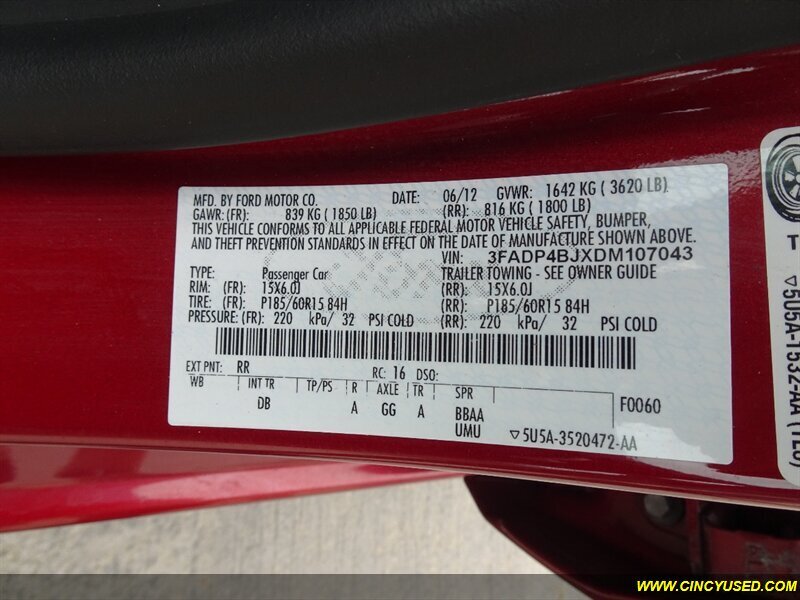 MFD. BY FORD MOTOR CO. DATE: 06/12 GVWR: 1642 KG ( 3620 LB)
GAWR: (FR): 839 KG ( 1850 LB) (RR): 816 KG ( 1800 LB)
THIS VEHICLE CONFORMS TO ALL APPLICABLE FEDERAL MOTOR VEHICLE SAFETY, BUMPER,
AND THEFT PREVENTION STANDARDS IN EFFECT ON THE DATE OF MANUFACTURE SHOWN ABOVE.
VIN: 3FADP4BJXDM107043
TYPE: Passenger Car TRAILER TOWING - SEE OWNER GUIDE
RIM: (FR) 15X6.0J (RR): 15X6.0J
TIRE: (FR) P185/60R15 84H (RR): P185/60R15 84H
PRESSURE: (FR) 220 kPa/ 32 PSI COLD (RR): 220 kPa/ 32 PSI COLD
EXT PNT: RR RC: 16 DSO:
WB INT TR TP/PS R AXLE TR SPR
DB A GG A BBAA F0060
UMU ▽5U5A-3520472-AA
T
▽5U5A-1532-AA (TLS)
WWW.CINCYUSED.COM